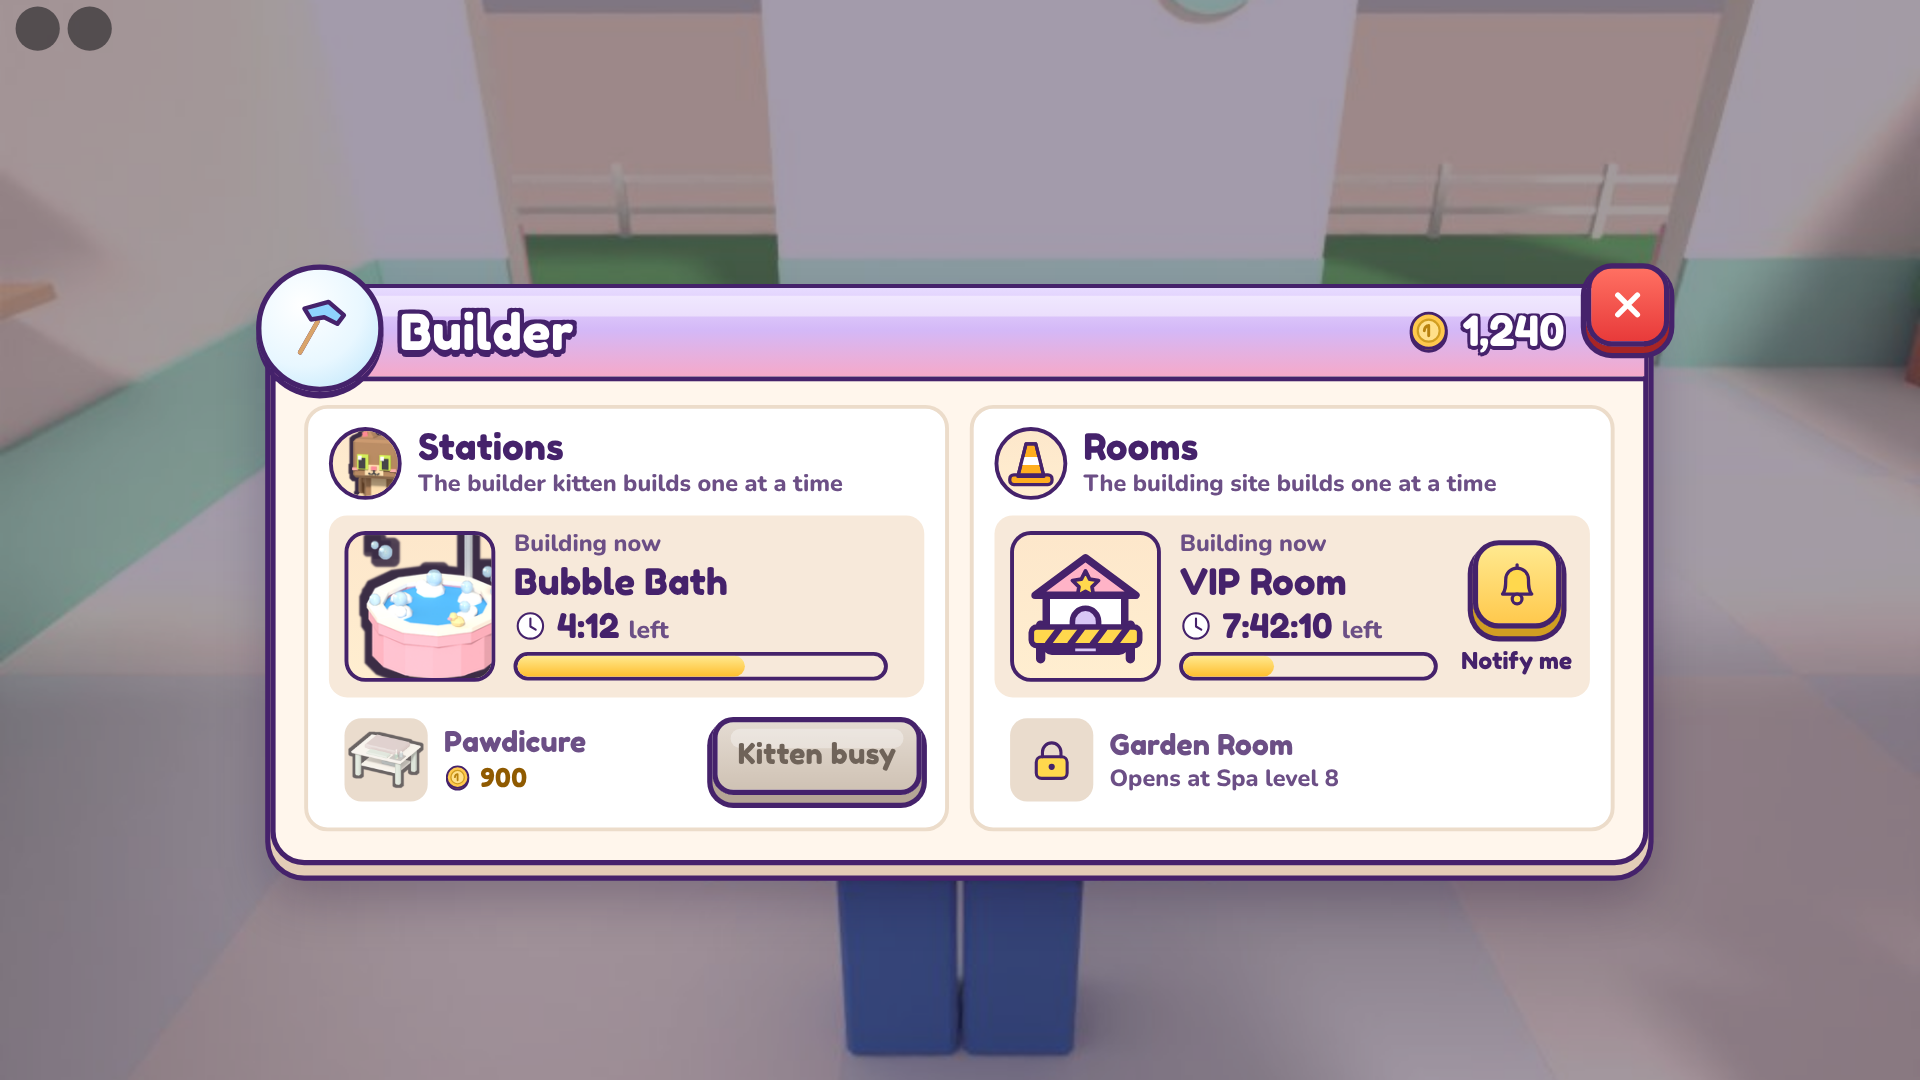 Builder
1,240
Stations
The builder kitten builds one at a time
Building now
Bubble Bath
4:12 left
Pawdicure
900
Kitten busy
Rooms
The building site builds one at a time
Building now
VIP Room
7:42:10 left
Notify me
Garden Room
Opens at Spa level 8